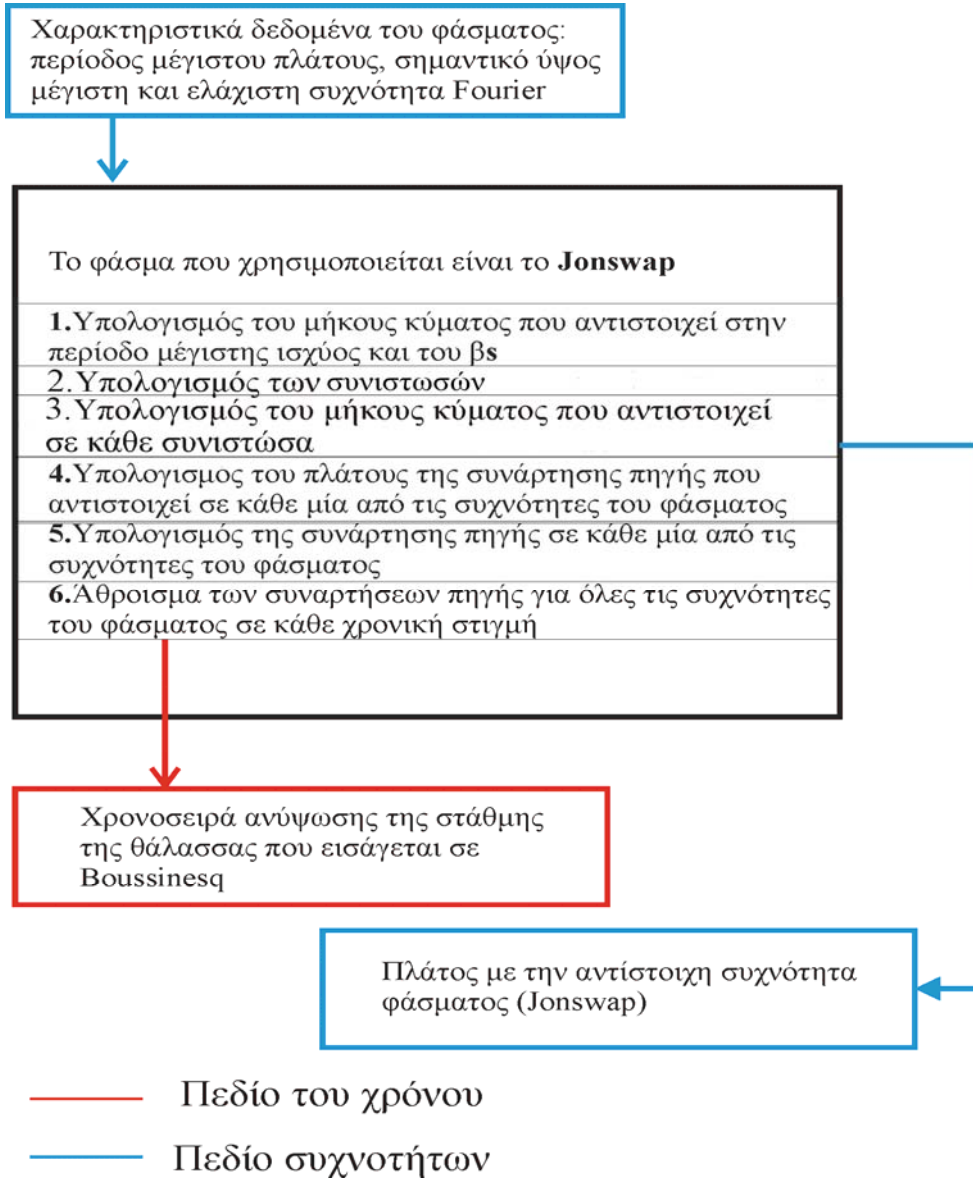 Χαρακτηριστικά δεδομένα του φάσματος:
περίοδος μέγιστου πλάτους, σημαντικό ύψος
μέγιστη και ελάχιστη συχνότητα Fourier
Το φάσμα που χρησιμοποιείται είναι το Jonswap
1.Υπολογισμός του μήκους κύματος που αντιστοιχεί στην
περίοδο μέγιστης ισχύος και του βs
2.Υπολογισμός των συνιστωσών
3.Υπολογισμός του μήκους κύματος που αντιστοιχεί
σε κάθε συνιστώσα
4.Υπολογισμος του πλάτους της συνάρτησης πηγής που
αντιστοιχεί σε κάθε μία από τις συχνότητες του φάσματος
5.Υπολογισμός της συνάρτησης πηγής σε κάθε μία από τις
συχνότητες του φάσματος
6.Άθροισμα των συναρτήσεων πηγής για όλες τις συχνότητες
του φάσματος σε κάθε χρονική στιγμή
Χρονοσειρά ανύψωσης της στάθμης
της θάλασσας που εισάγεται σε
Boussinesq
Πλάτος με την αντίστοιχη συχνότητα
φάσματος (Jonswap)
Πεδίο του χρόνου
Πεδίο συχνοτήτων